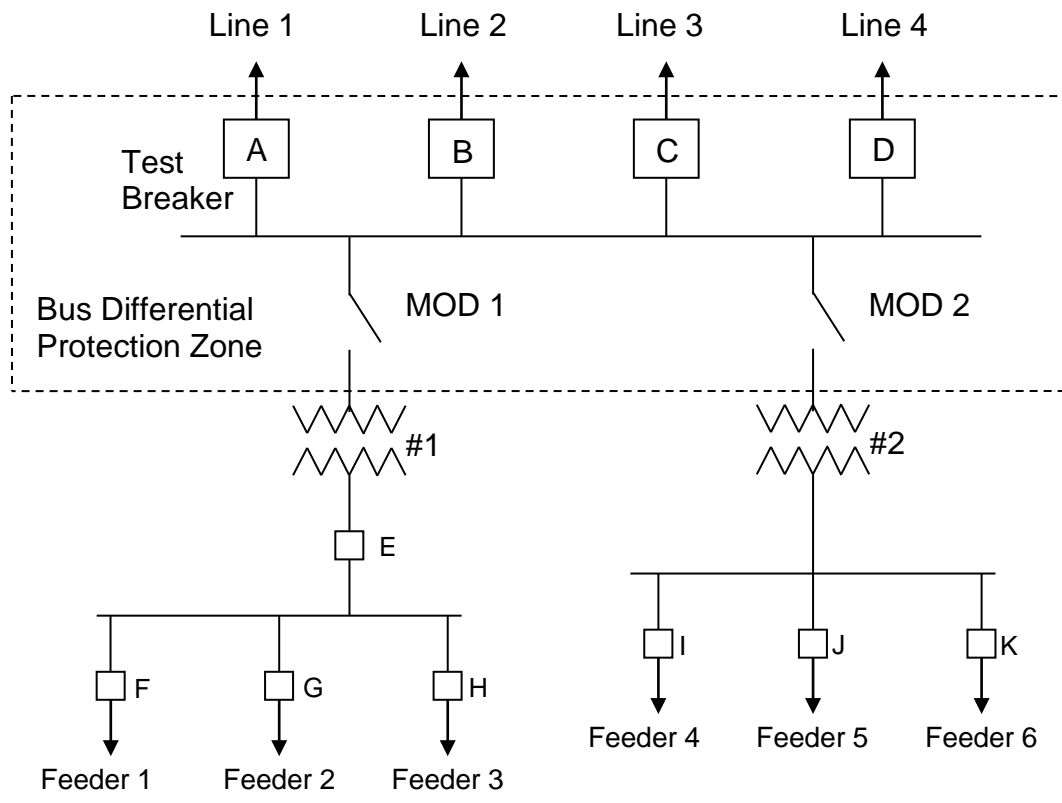 Line 1
Line 2
Line 3
Line 4
A
B
C
D
Test
Breaker
MOD 1
MOD 2
Bus Differential
Protection Zone
#1
#2
E
I
J
K
F
G
H
Feeder 4
Feeder 5
Feeder 6
Feeder 1
Feeder 2
Feeder 3